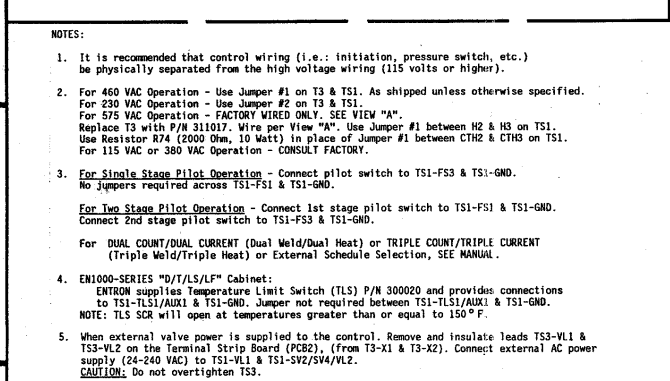 NOTES:
1. It is recommended that control wiring (i.e.: initiation, pressure switch, etc.)
be physically separated from the high voltage wiring (115 volts or higher).
2. For 460 VAC Operation - Use Jumper #1 on T3 & TS1. As shipped unless otherwise specified.
For 230 VAC Operation - Use Jumper #2 on T3 & TS1.
For 575 VAC Operation - FACTORY WIRED ONLY. SEE VIEW "A".
Replace T3 with P/N 311017. Wire per View "A". Use Jumper #1 between H2 & H3 on TS1.
Use Resistor R74 (2000 Ohm, 10 Watt) in place of Jumper #1 between CTH2 & CTH3 on TS1.
For 115 VAC or 380 VAC Operation - CONSULT FACTORY.
3. For Single Stage Pilot Operation - Connect pilot switch to TS1-FS3 & TS1-GND.
No jumpers required across TS1-FS1 & TS1-GND.
For Two Stage Pilot Operation - Connect 1st stage pilot switch to TS1-FS1 & TS1-GND.
Connect 2nd stage pilot switch to TS1-FS3 & TS1-GND.
For DUAL COUNT/DUAL CURRENT (Dual Weld/Dual Heat) or TRIPLE COUNT/TRIPLE CURRENT
(Triple Weld/Triple Heat) or External Schedule Selection, SEE MANUAL.
4. EN1000-SERIES "D/T/LS/LF" Cabinet:
ENTRON supplies Temperature Limit Switch (TLS) P/N 300020 and provides connections
to TS1-TLS1/AUX1 & TS1-GND. Jumper not required between TS1-TLS1/AUX1 & TS1-GND.
NOTE: TLS SCR will open at temperatures greater than or equal to 150°F.
5. When external valve power is supplied to the control. Remove and insulate leads TS3-VL1 &
TS3-VL2 on the Terminal Strip Board (PCB2), (from T3-X1 & T3-X2). Connect external AC power
supply (24-240 VAC) to TS1-VL1 & TS1-SV2/SV4/VL2.
CAUTION: Do not overtighten TS3.